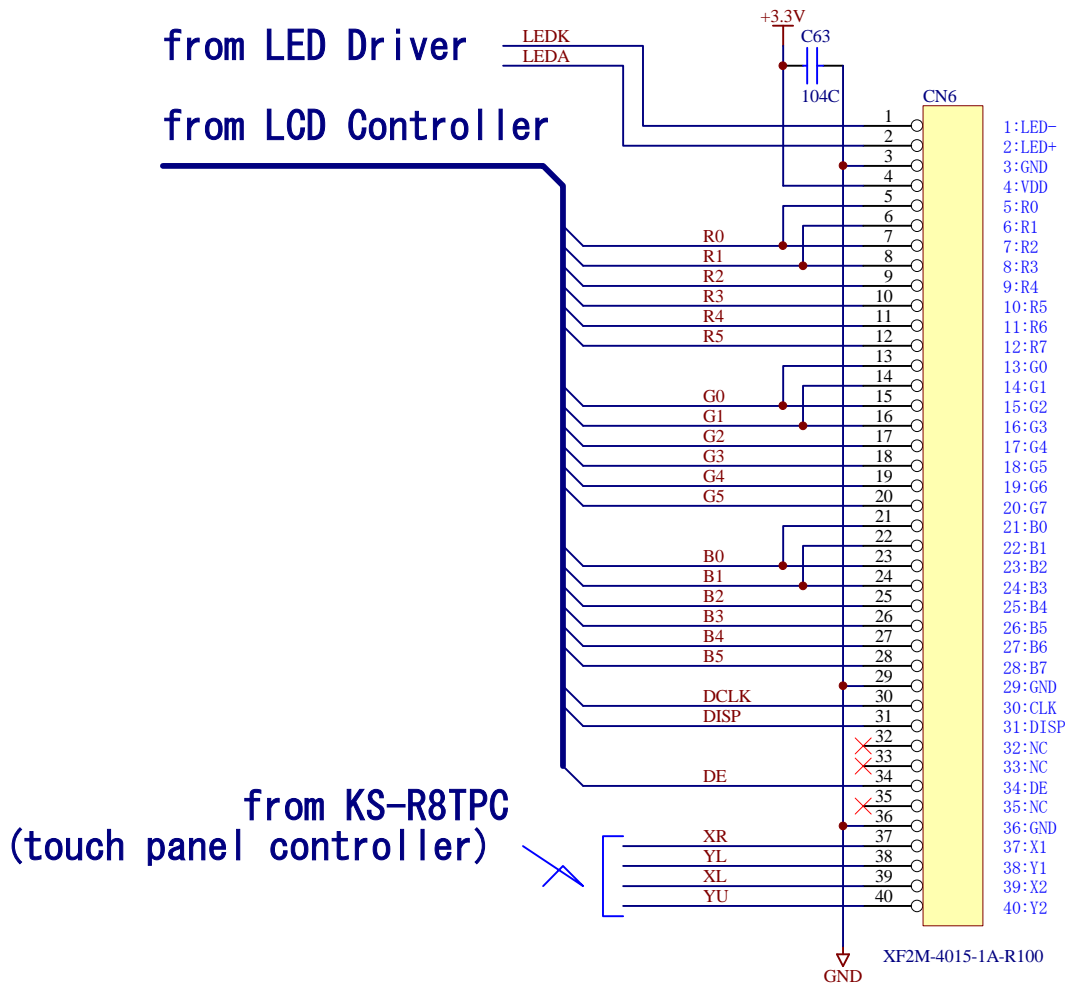 +3.3V
from LED Driver
LEDK
LEDA
C63
104C
CN6
from LCD Controller
1
1:LED-
2
2:LED+
3
3:GND
4
4:VDD
5
5:R0
6
6:R1
R0
7
7:R2
R1
8
8:R3
R2
9
9:R4
R3
10
10:R5
R4
11
11:R6
R5
12
12:R7
13
13:G0
14
14:G1
G0
15
15:G2
G1
16
16:G3
G2
17
17:G4
G3
18
18:G5
G4
19
19:G6
G5
20
20:G7
21
21:B0
22
22:B1
B0
23
23:B2
B1
24
24:B3
B2
25
25:B4
B3
26
26:B5
B4
27
27:B6
B5
28
28:B7
29
29:GND
DCLK
30
30:CLK
DISP
31
31:DISP
32
32:NC
33
33:NC
DE
34
34:DE
35
35:NC
36
36:GND
from KS-R8TPC
(touch panel controller)
XR
37
37:X1
YL
38
38:Y1
XL
39
39:X2
YU
40
40:Y2
XF2M-4015-1A-R100
GND